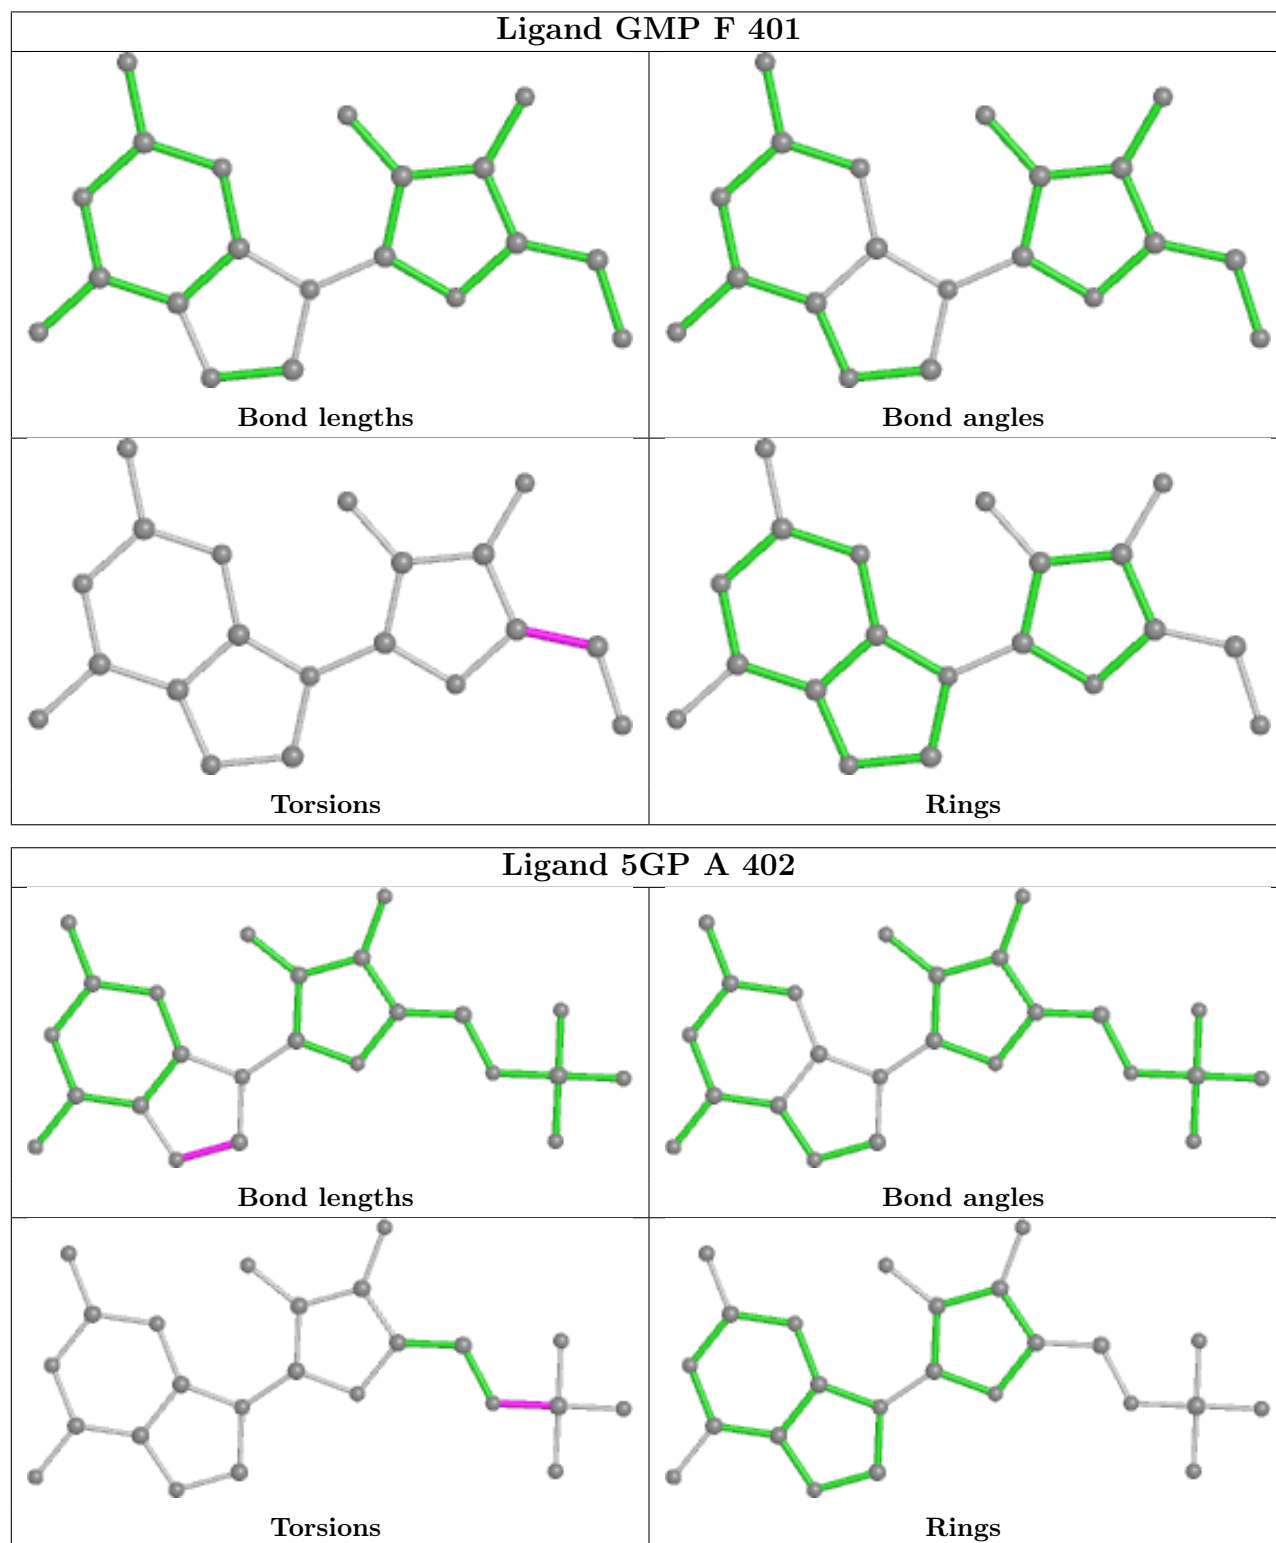 Ligand GMP F 401
Bond lengths
Bond angles
Torsions
Rings
Ligand 5GP A 402
Bond lengths
Bond angles
Torsions
Rings